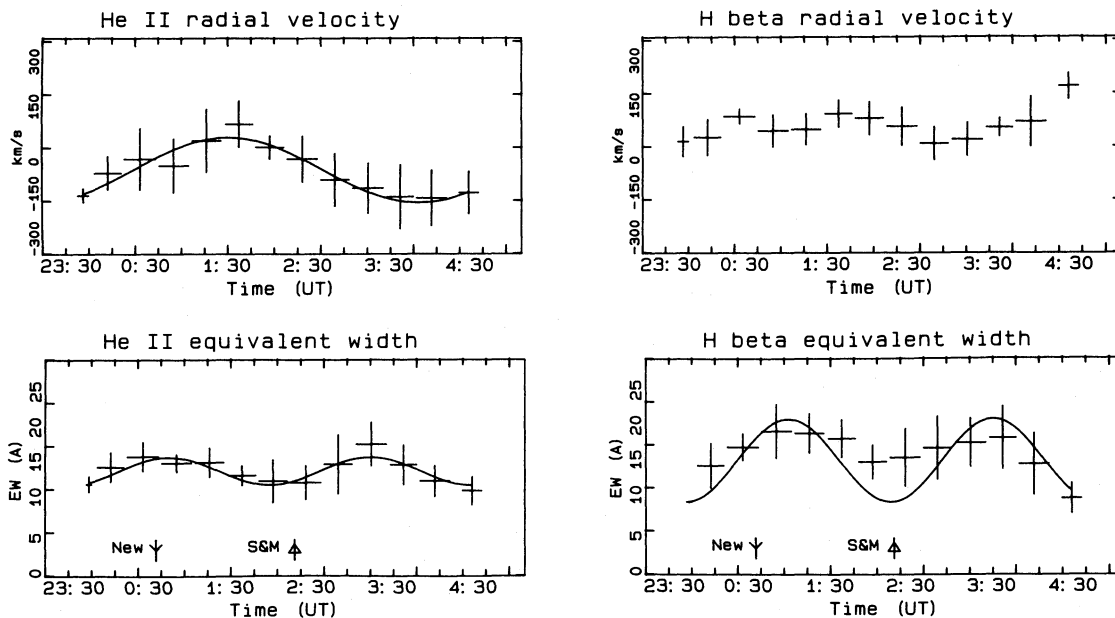 He II radial velocity
300
150
0
-150
-300
km/s
23: 30 0: 30 1: 30 2: 30 3: 30 4: 30
Time (UT)
H beta radial velocity
300
150
0
-150
-300
km/s
23: 30 0: 30 1: 30 2: 30 3: 30 4: 30
Time (UT)
He II equivalent width
25
20
15
10
5
0
EW (A)
New
S&M
23: 30 0: 30 1: 30 2: 30 3: 30 4: 30
Time (UT)
H beta equivalent width
25
20
15
10
5
0
EW (A)
New
S&M
23: 30 0: 30 1: 30 2: 30 3: 30 4: 30
Time (UT)